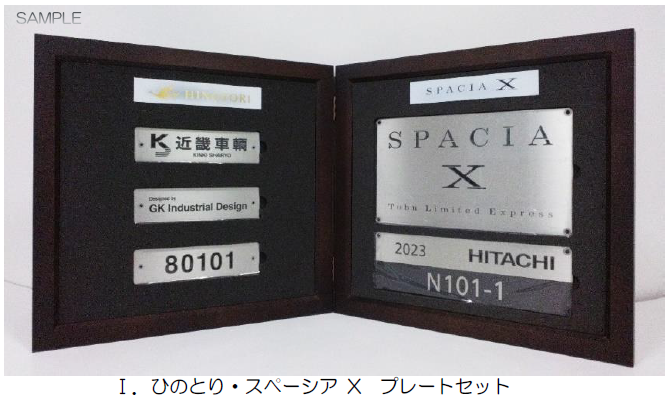 SAMPLE
HINOTORI
KS 近畿車輛
KINKI SHARYO
Designed by
GK Industrial Design
80101
SPACIA X
SPACIA
X
Tobu Limited Express
2023 HITACHI
N101-1
Ⅰ．ひのとり・スペーシア X　プレートセット